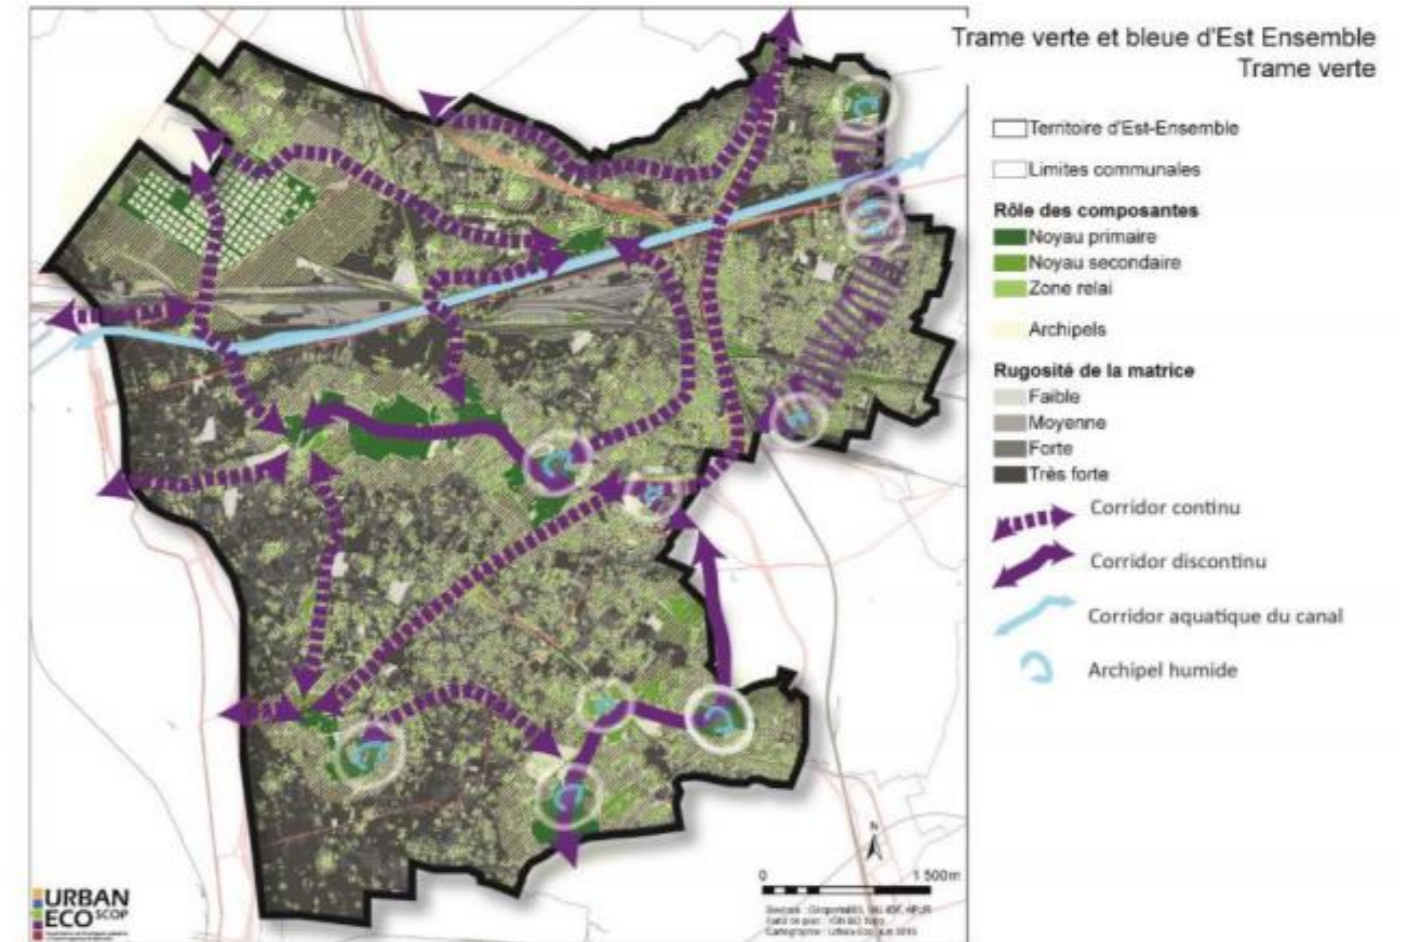 Trame verte et bleue d'Est Ensemble
Trame verte
Territoire d'Est-Ensemble
Limites communales
Rôle des composantes
Noyau primaire
Noyau secondaire
Zone relai
Archipels
Rugosité de la matrice
Faible
Moyenne
Forte
Très forte
Corridor continu
Corridor discontinu
Corridor aquatique du canal
Archipel humide
N
0 1 500m
URBAN
ECO SCOP